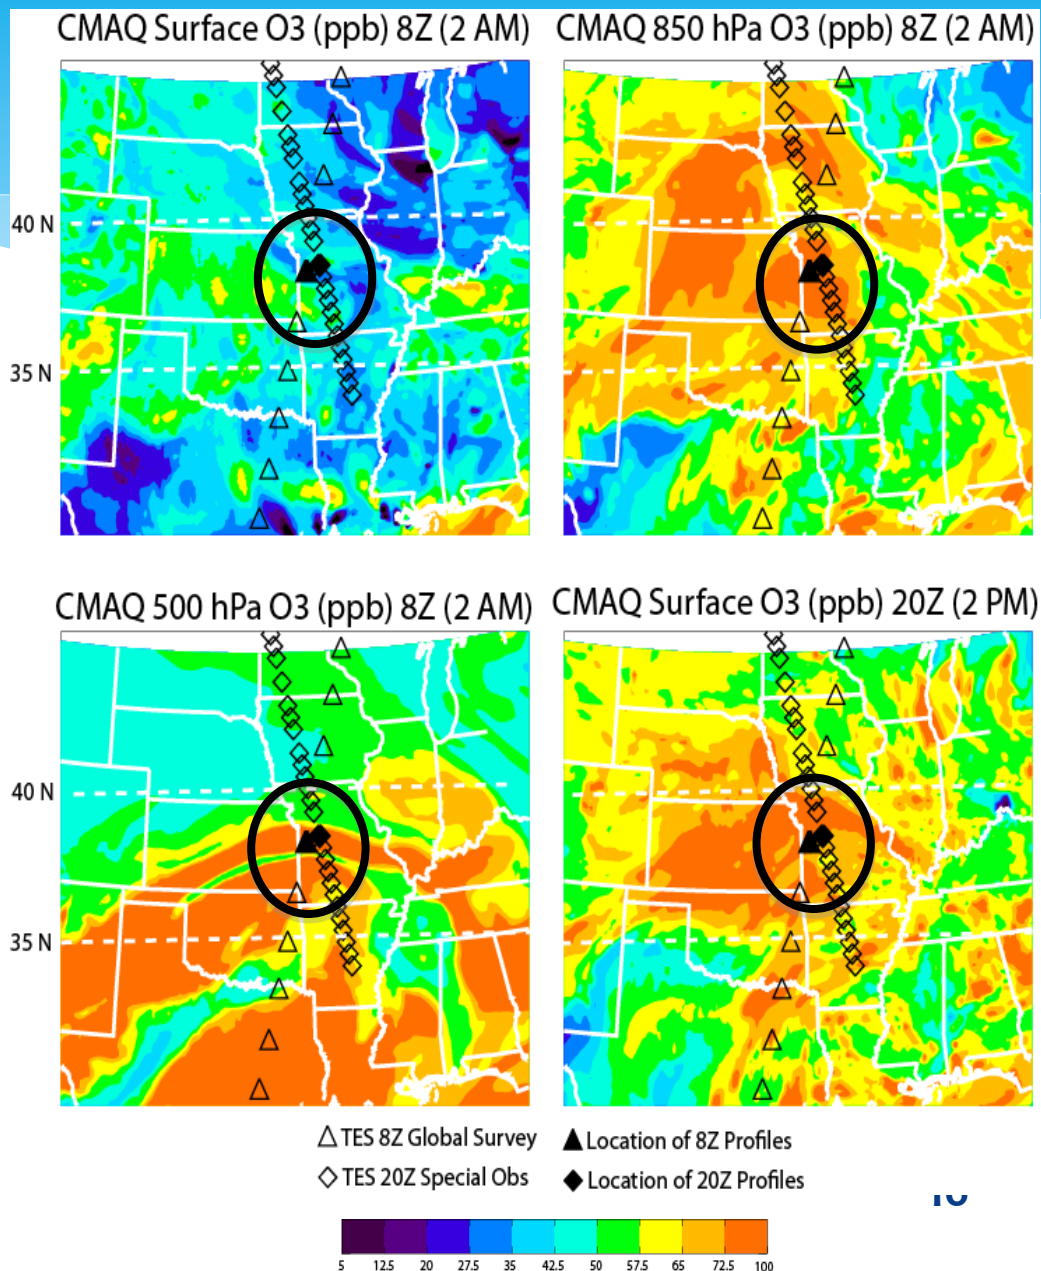 CMAQ Surface O3 (ppb) 8Z (2 AM)
CMAQ 850 hPa O3 (ppb) 8Z (2 AM)
40 N
35 N
CMAQ 500 hPa O3 (ppb) 8Z (2 AM)
CMAQ Surface O3 (ppb) 20Z (2 PM)
40 N
35 N
TES 8Z Global Survey
Location of 8Z Profiles
TES 20Z Special Obs
Location of 20Z Profiles
5 12.5 20 27.5 35 42.5 50 57.5 65 72.5 100